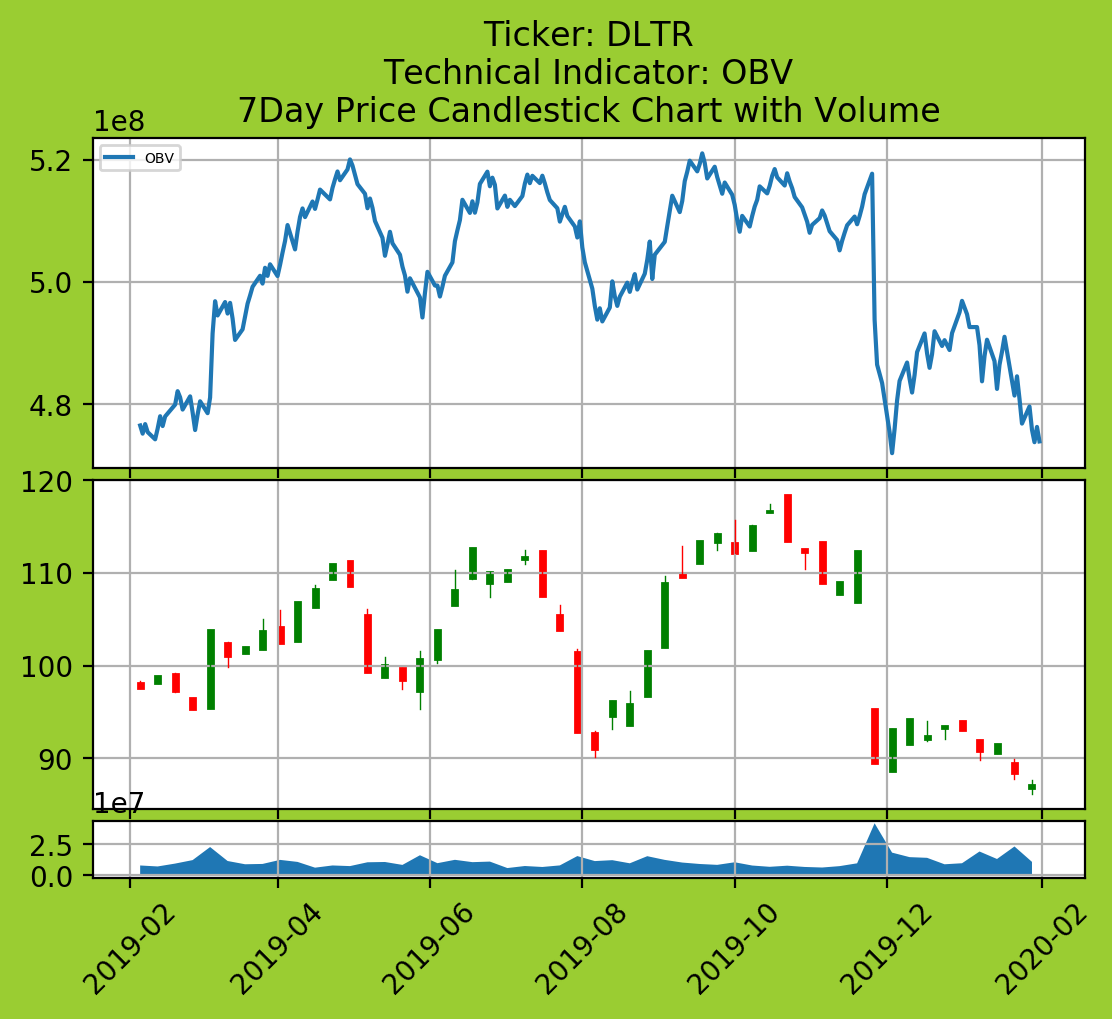 Ticker: DLTR
Technical Indicator: OBV
7Day Price Candlestick Chart with Volume
1e8
OBV
5.2
5.0
4.8
120
110
100
90
1e7
2.5
0.0
2019-02
2019-04
2019-06
2019-08
2019-10
2019-12
2020-02